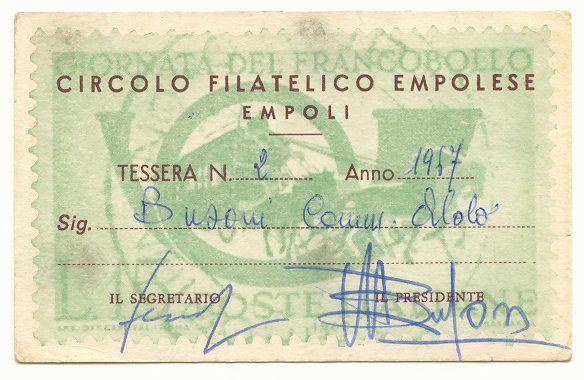 GIORNATA DEL FRANCOBOLLO
CIRCOLO FILATELICO EMPOLESE
EMPOLI
TESSERA N. 2 Anno 1967
Sig. Busoni Comm. Aldo
IL SEGRETARIO IL PRESIDENTE
POSTE